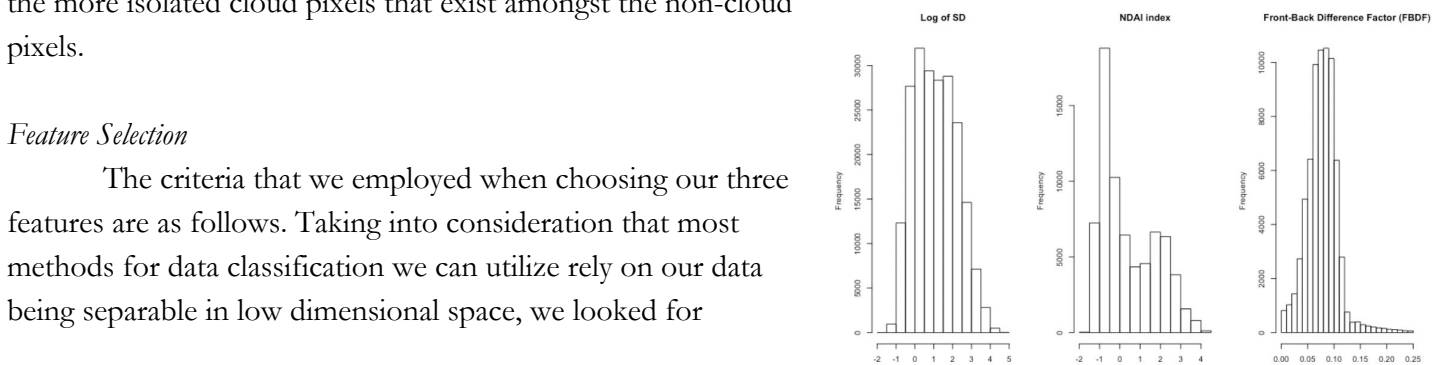 the more isolated cloud pixels that exist amongst the non-cloud
pixels.
Feature Selection
The criteria that we employed when choosing our three
features are as follows. Taking into consideration that most
methods for data classification we can utilize rely on our data
being separable in low dimensional space, we looked for
Log of SD
Frequency
30000
25000
20000
15000
10000
5000
0
-2 -1 0 1 2 3 4 5
NDAI index
Frequency
15000
10000
5000
0
-2 -1 0 1 2 3 4
Front-Back Difference Factor (FBDF)
Frequency
10000
8000
6000
4000
2000
0
0.00 0.05 0.10 0.15 0.20 0.25